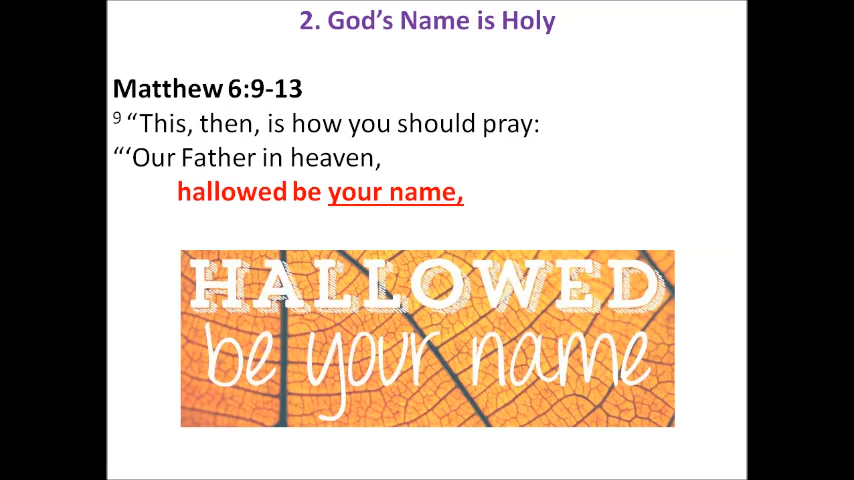 2. God’s Name is Holy
Matthew 6:9-13
9 “This, then, is how you should pray:
“‘Our Father in heaven,
hallowed be your name,
HALLOWED
be your name